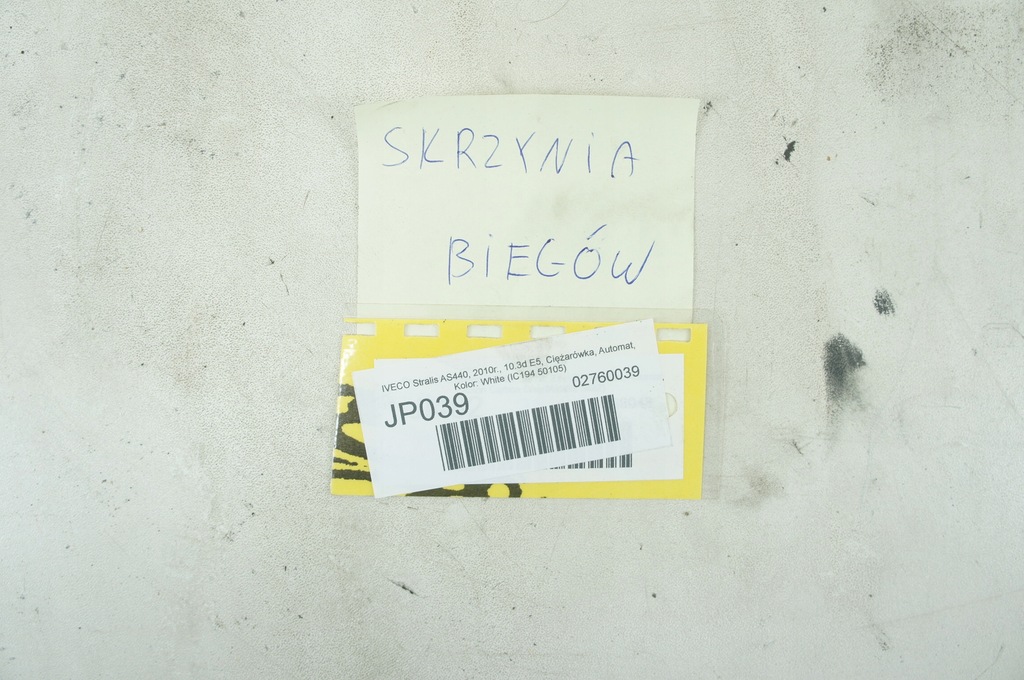 SKRZYNiA
BiEGÓW
IVECO Stralis AS440, 2010r., 10.3d E5, Ciężarówka, Automat,
Kolor: White (IC194 50105)
JP039
02760039